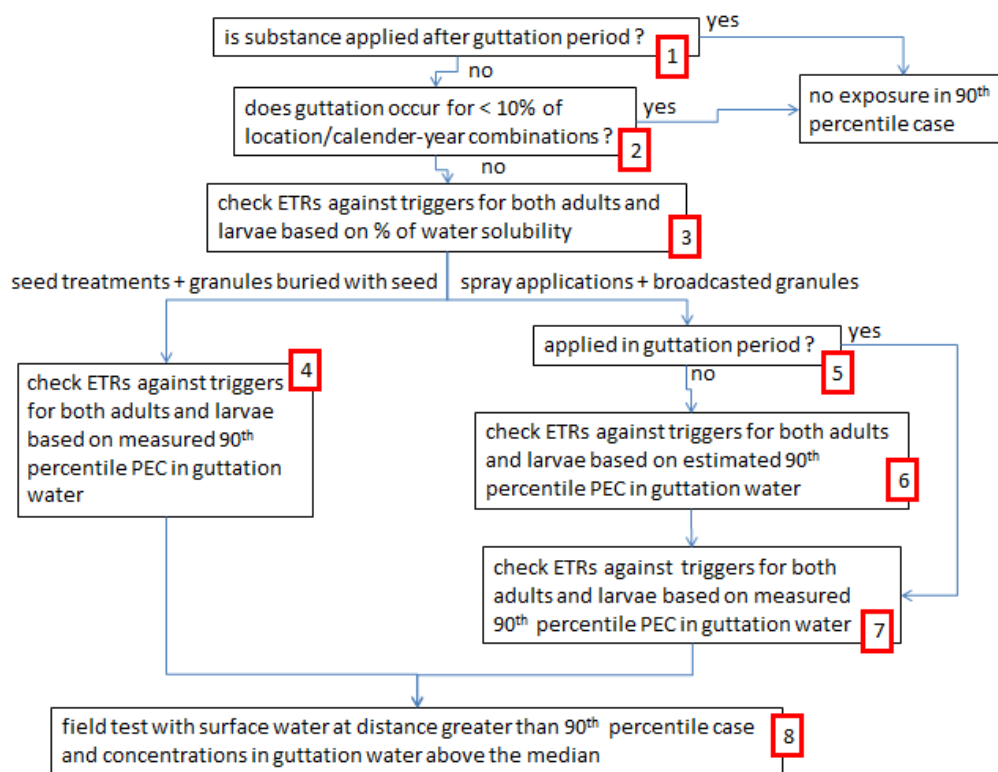 is substance applied after guttation period ?
1
yes
no
does guttation occur for < 10% of
location/calender-year combinations ?
2
yes
no exposure in 90th
percentile case
no
check ETRs against triggers for both adults and
larvae based on % of water solubility
3
seed treatments + granules buried with seed
spray applications + broadcasted granules
applied in guttation period ?
5
yes
no
check ETRs against triggers
for both adults and larvae
based on measured 90th
percentile PEC in guttation
water
4
check ETRs against triggers for both adults
and larvae based on estimated 90th
percentile PEC in guttation water
6
check ETRs against triggers for both
adults and larvae based on measured
90th percentile PEC in guttation water
7
field test with surface water at distance greater than 90th percentile case
and concentrations in guttation water above the median
8